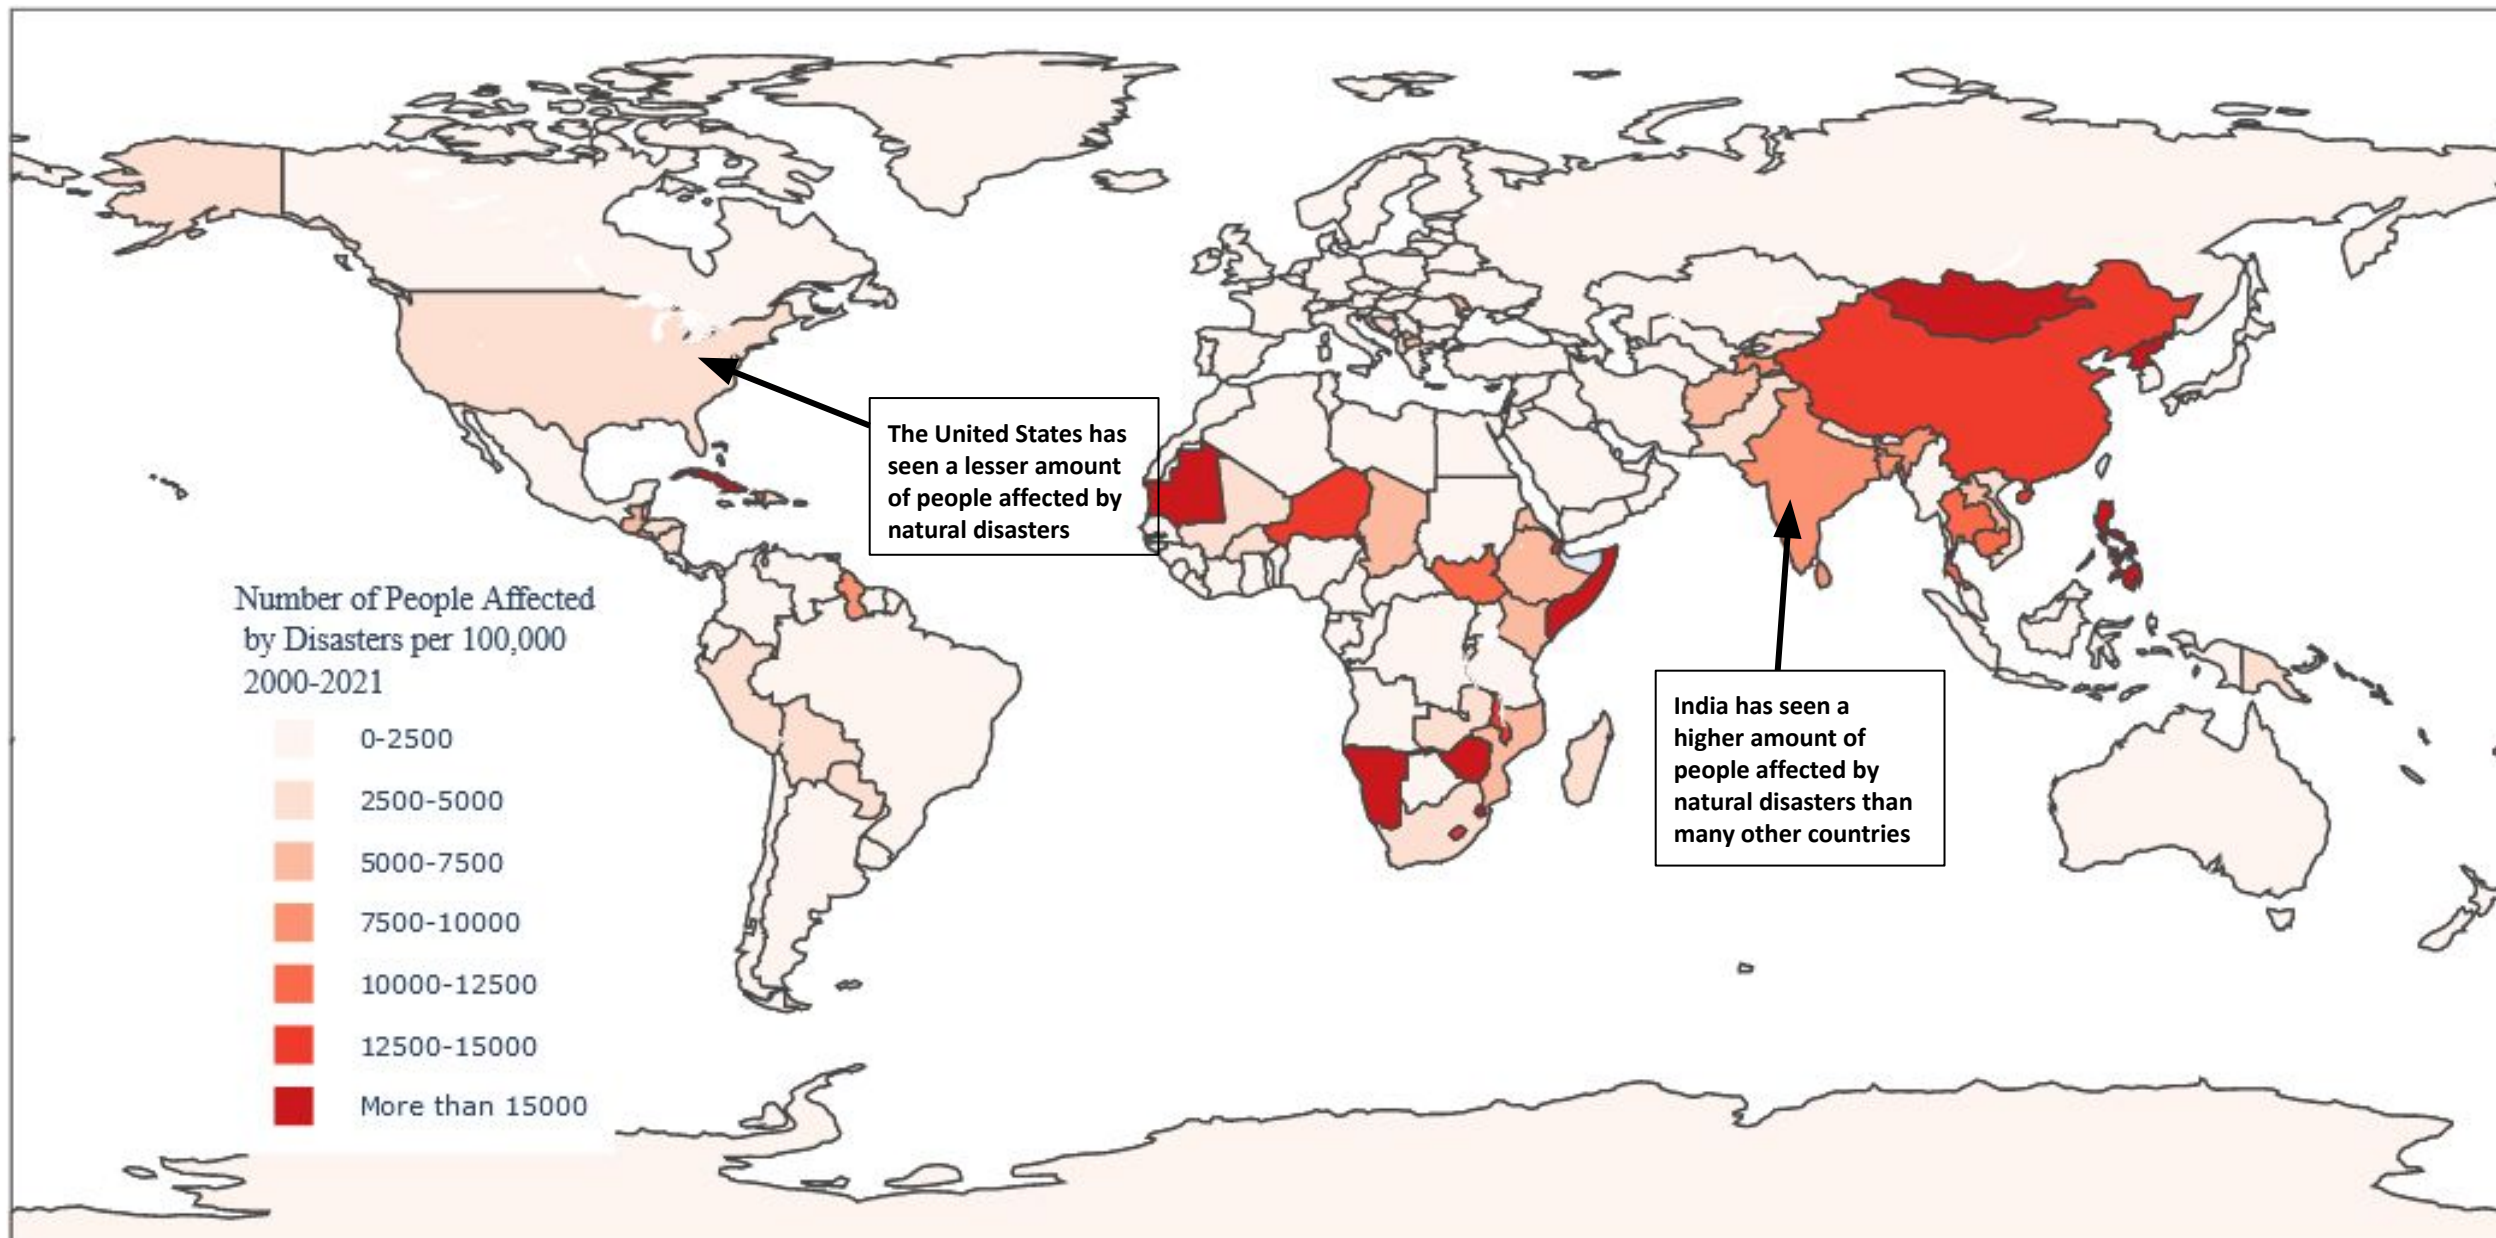 The United States has
seen a lesser amount
of people affected by
natural disasters
Number of People Affected
by Disasters per 100,000
2000-2021
0-2500
2500-5000
5000-7500
7500-10000
10000-12500
12500-15000
More than 15000
India has seen a
higher amount of
people affected by
natural disasters than
many other countries